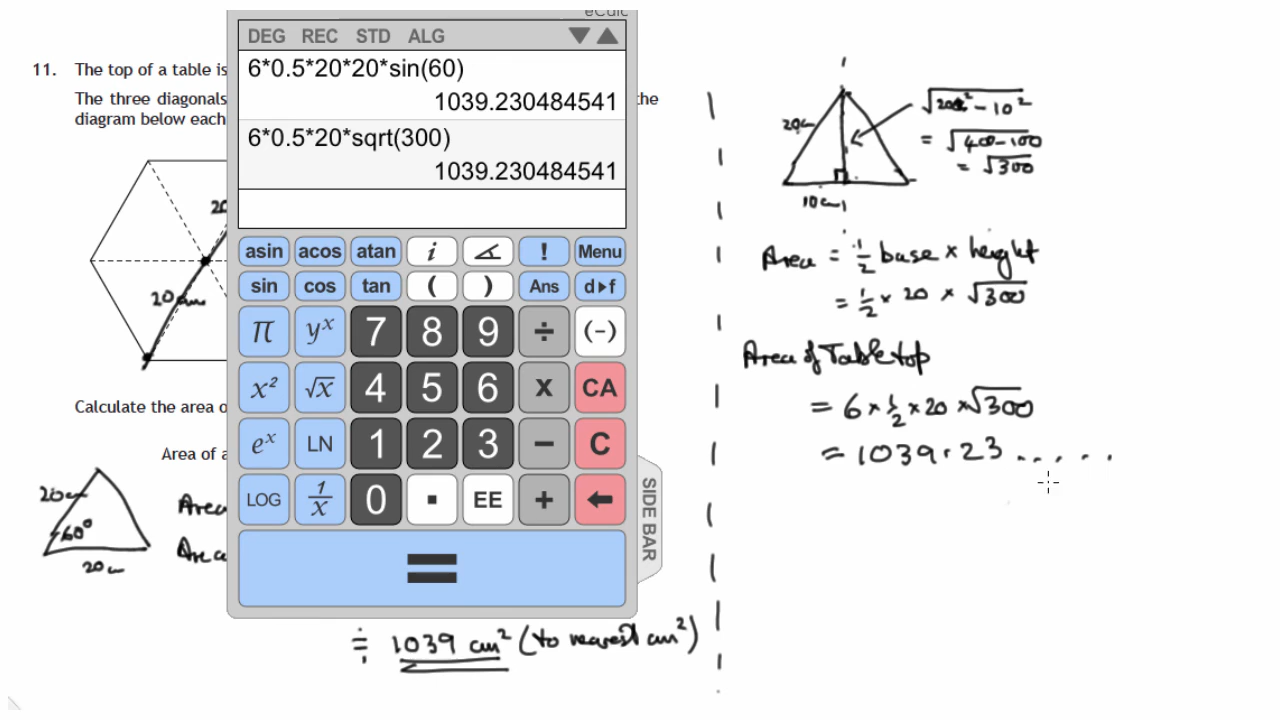 11. The top of a table is
The three diagonals the
diagram below each
20
20cm
Calculate the area o
Area of a
20cm
60°
20cm
Area
Area
≑ 1039 cm² (to nearest cm²)
eCalc
DEG REC STD ALG
6*0.5*20*20*sin(60)
1039.230484541
6*0.5*20*sqrt(300)
1039.230484541
asin acos atan i ∠ ! Menu
sin cos tan ( ) Ans d▸f
π yˣ 7 8 9 ÷ (−)
x² √x 4 5 6 x CA
eˣ LN 1 2 3 − C
LOG 1/x 0 . EE + ←
=
SIDE BAR
20cm
10cm
√20²−10²
= √400−100
= √300
Area = ½ base × height
= ½ × 20 × √300
Area of Table top
= 6 × ½ × 20 × √300
= 1039.23.....